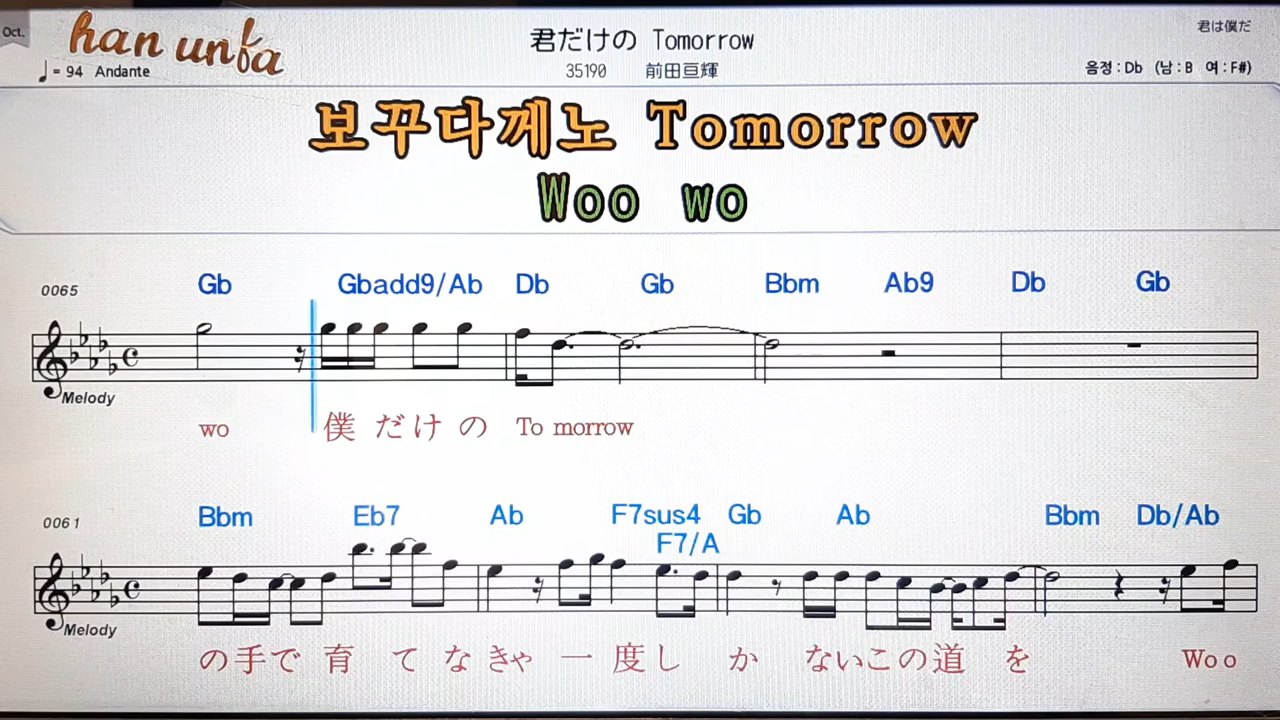 Oct.
han unfa
君だけの Tomorrow
君は僕だ
♩= 94 Andante
35190 前田亘輝
음정 : Db (남 : B 여 : F#)
보꾸다께노 Tomorrow
Woo wo
0065
Gb Gbadd9/Ab Db Gb Bbm Ab9 Db Gb
Melody
wo 僕 だ け の To morrow
0061
Bbm Eb7 Ab F7sus4 Gb Ab Bbm Db/Ab
F7/A
Melody
の手で 育 て な きゃ 一 度し か ないこの道 を Wo o